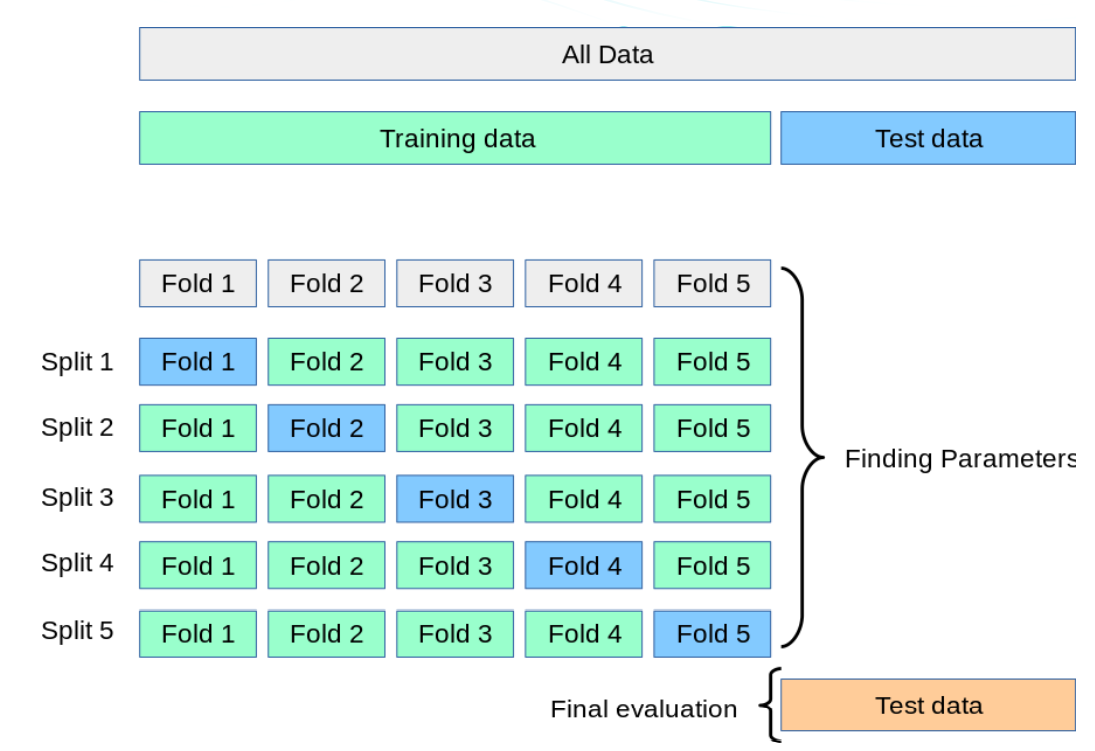 All Data
Training data Test data
Fold 1 Fold 2 Fold 3 Fold 4 Fold 5
Split 1 Fold 1 Fold 2 Fold 3 Fold 4 Fold 5
Split 2 Fold 1 Fold 2 Fold 3 Fold 4 Fold 5
Finding Parameters
Split 3 Fold 1 Fold 2 Fold 3 Fold 4 Fold 5
Split 4 Fold 1 Fold 2 Fold 3 Fold 4 Fold 5
Split 5 Fold 1 Fold 2 Fold 3 Fold 4 Fold 5
Final evaluation Test data